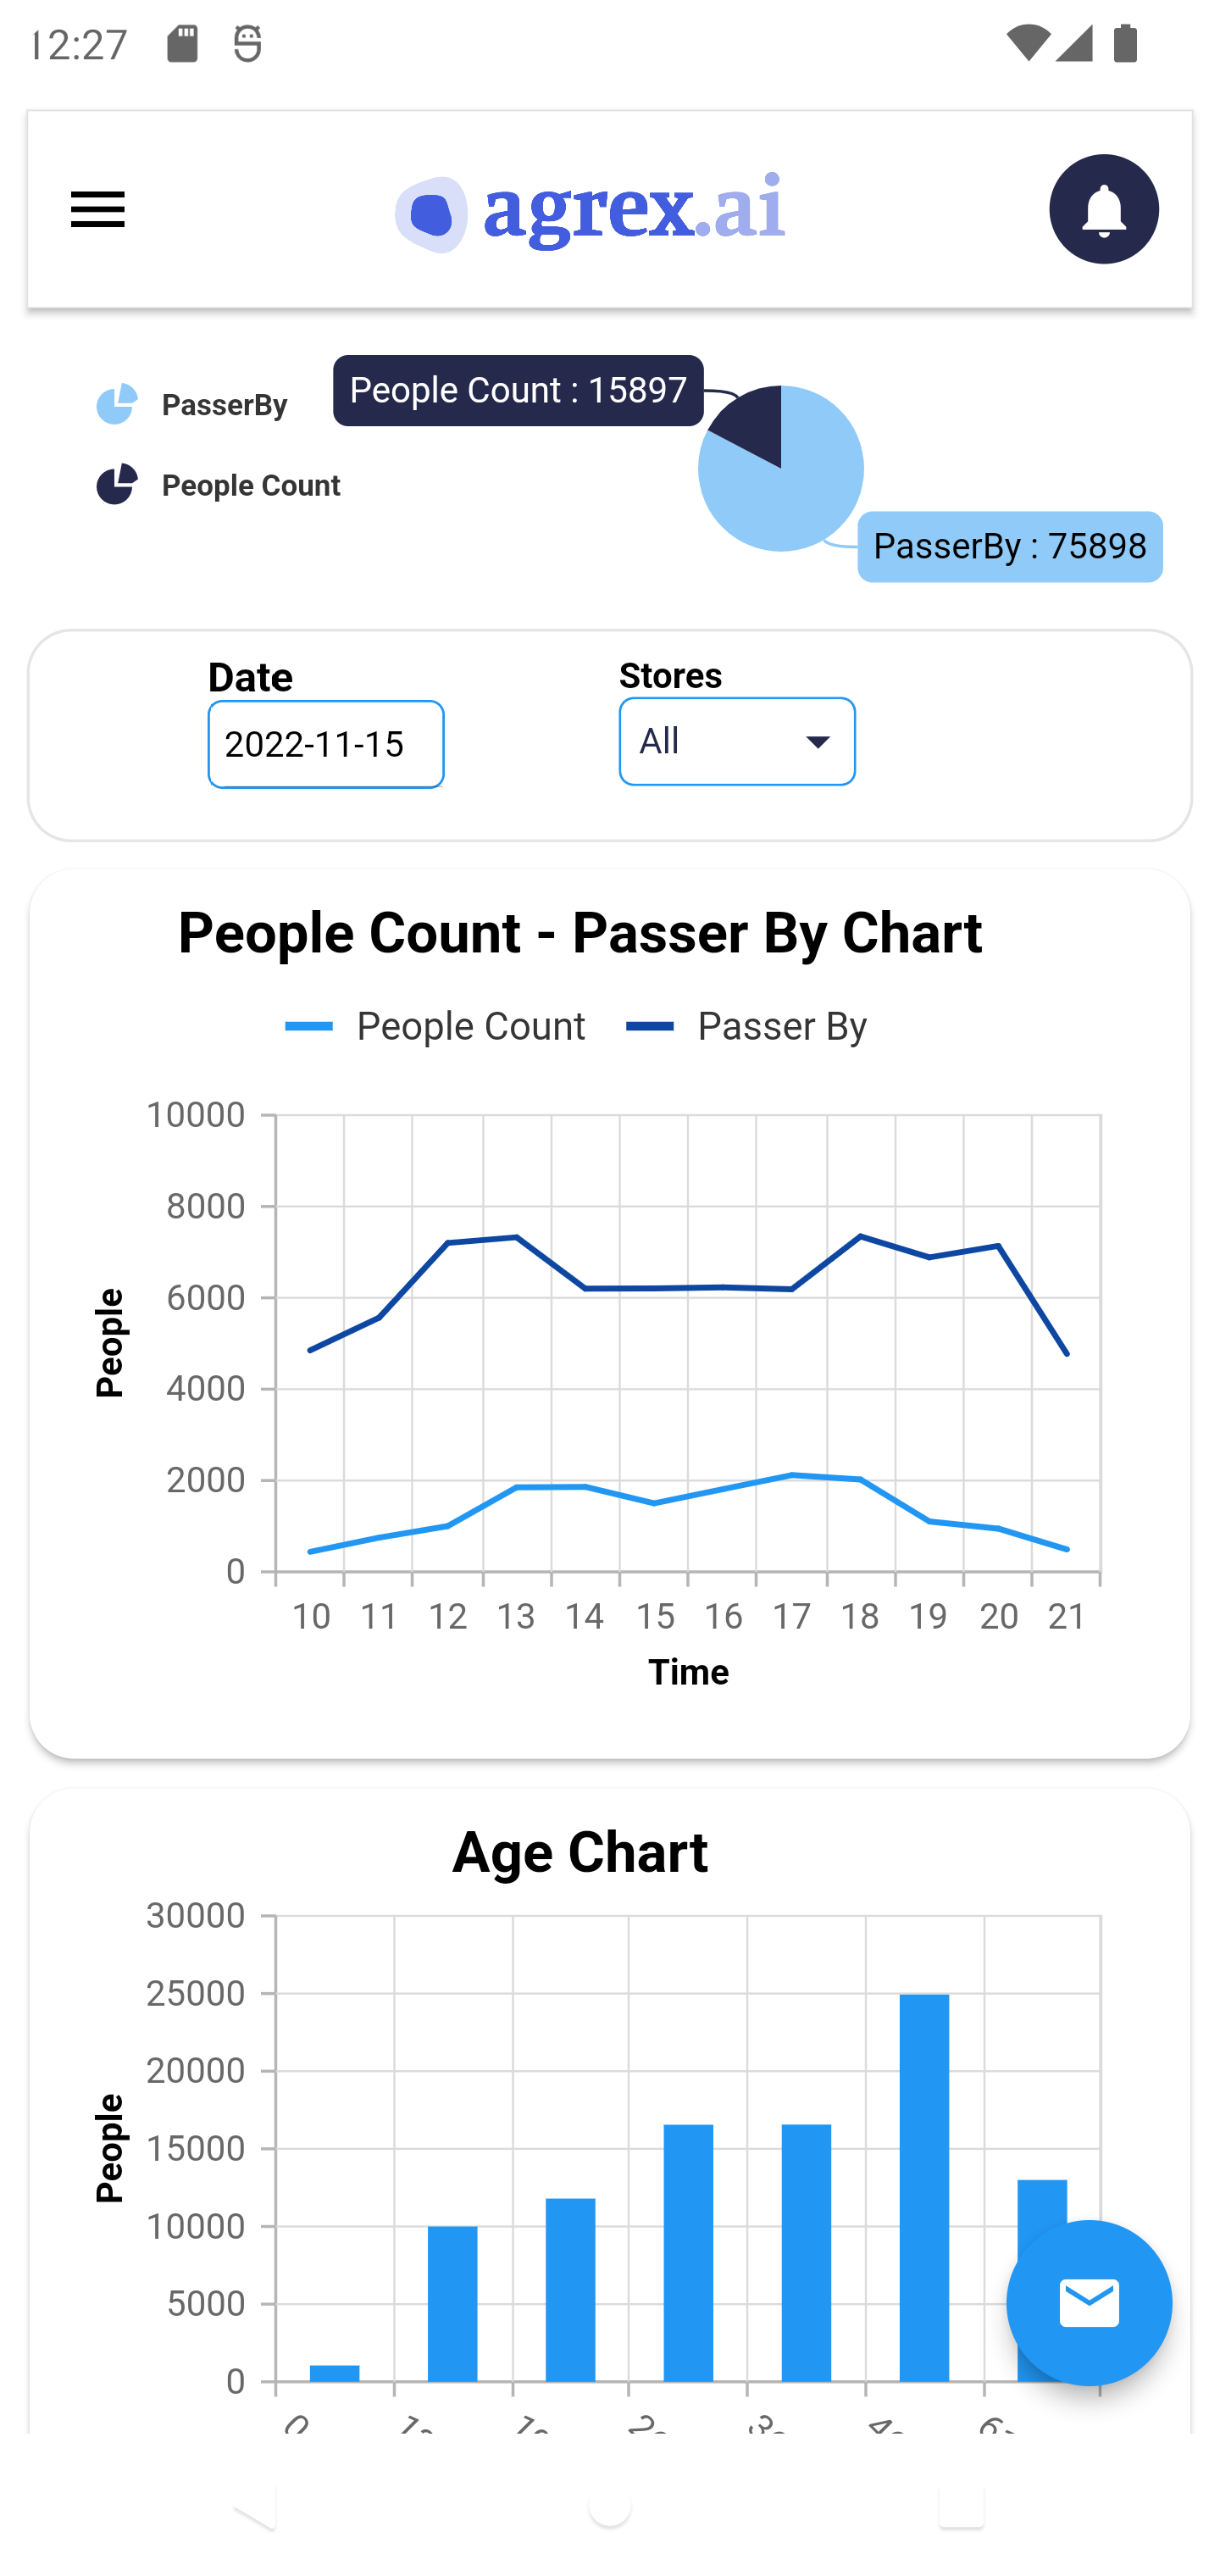 12:27
agrex.ai
PasserBy
People Count : 15897
People Count
PasserBy : 75898
Date
Stores
2022-11-15
All
People Count - Passer By Chart
People Count
Passer By
10000
8000
6000
4000
2000
0
People
10 11 12 13 14 15 16 17 18 19 20 21
Time
Age Chart
30000
25000
20000
15000
10000
5000
0
People